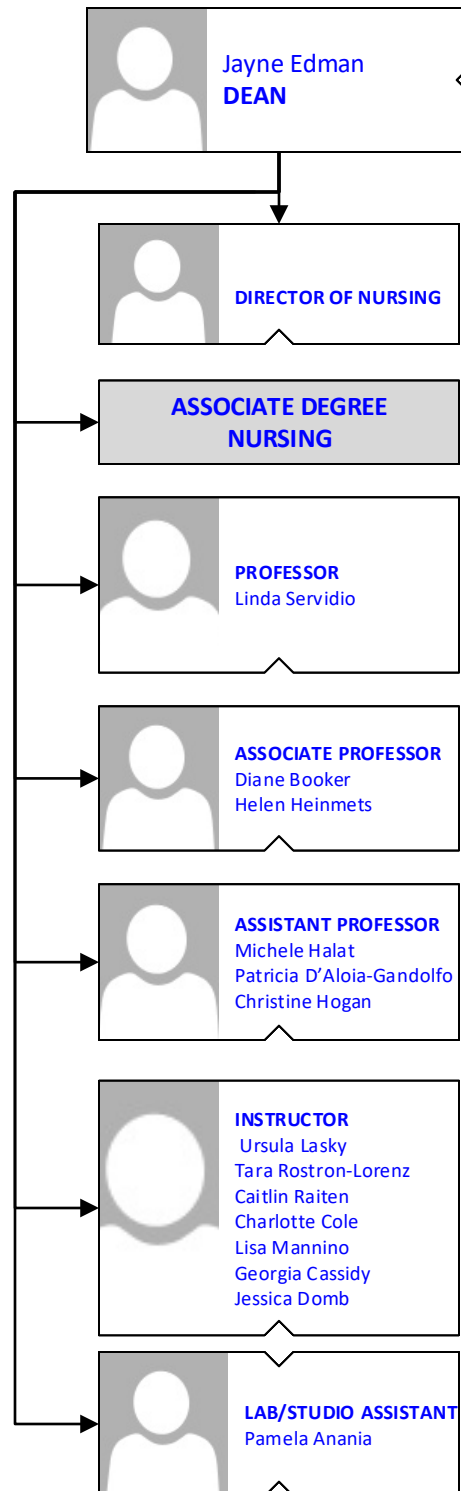 Jayne Edman
DEAN
DIRECTOR OF NURSING
ASSOCIATE DEGREE
NURSING
PROFESSOR
Linda Servidio
ASSOCIATE PROFESSOR
Diane Booker
Helen Heinmets
ASSISTANT PROFESSOR
Michele Halat
Patricia D’Aloia-Gandolfo
Christine Hogan
INSTRUCTOR
Ursula Lasky
Tara Rostron-Lorenz
Caitlin Raiten
Charlotte Cole
Lisa Mannino
Georgia Cassidy
Jessica Domb
LAB/STUDIO ASSISTANT
Pamela Anania